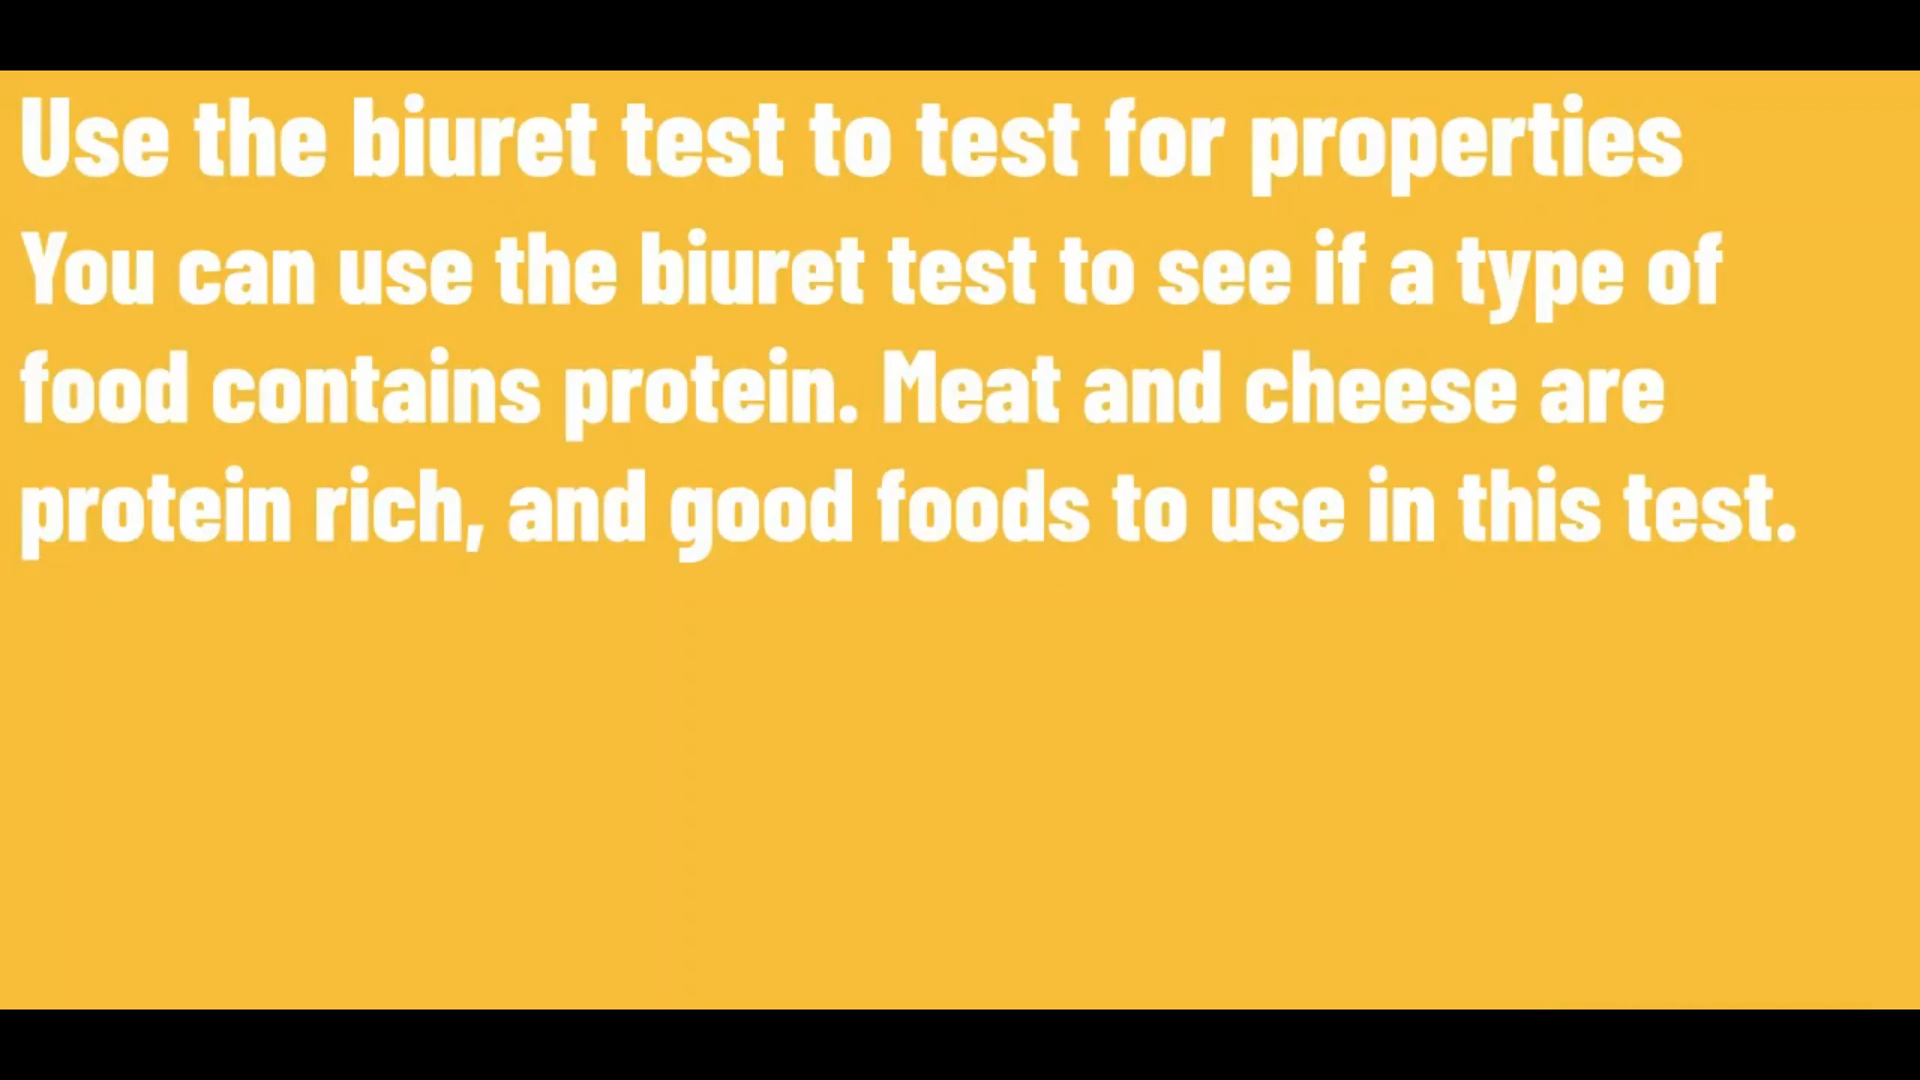 Use the biuret test to test for properties
You can use the biuret test to see if a type of
food contains protein. Meat and cheese are
protein rich, and good foods to use in this test.